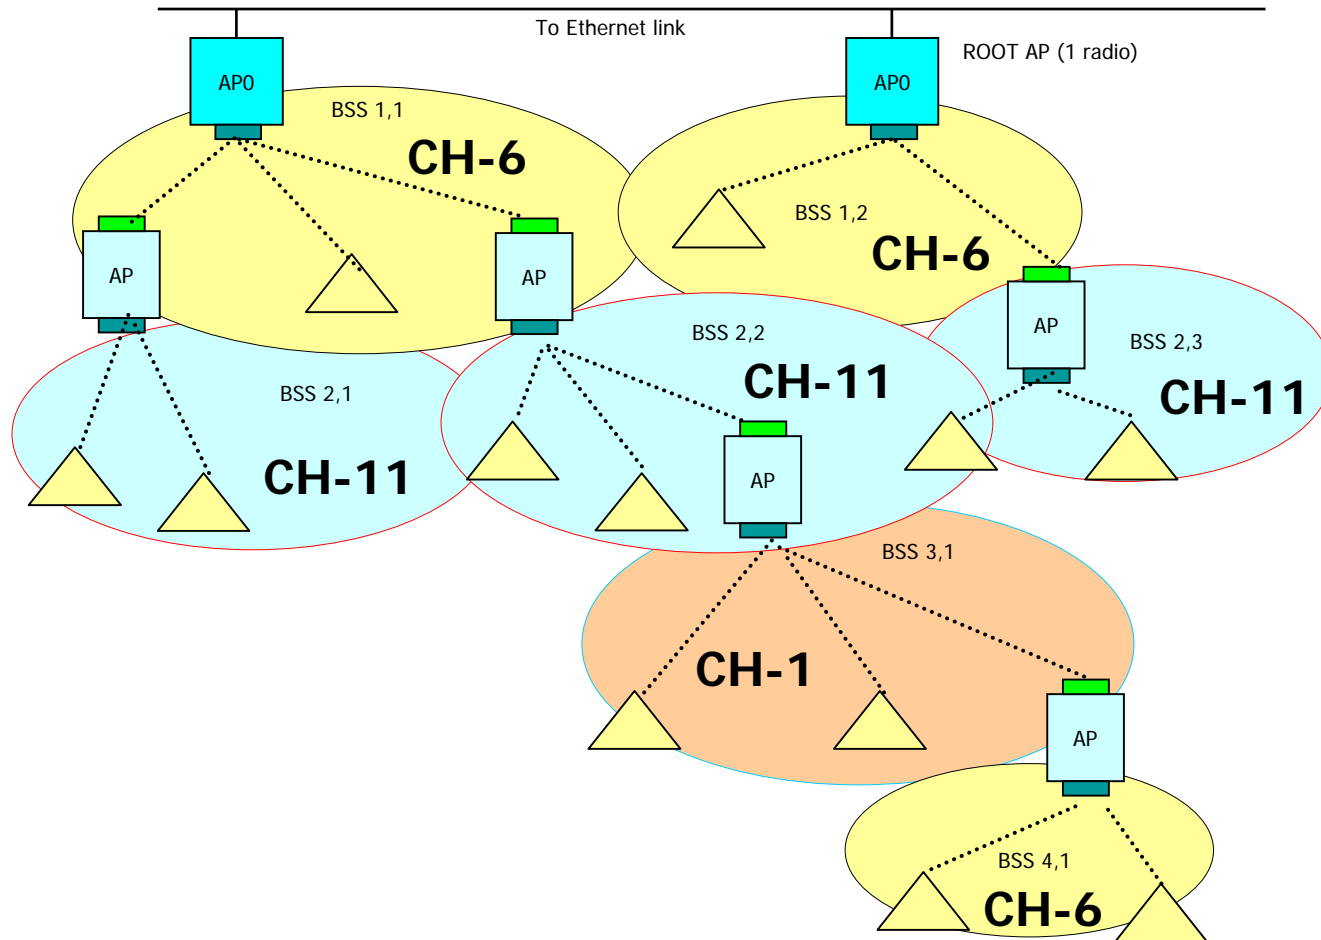 To Ethernet link
ROOT AP (1 radio)
AP0
AP0
BSS 1,1
CH-6
BSS 1,2
CH-6
AP
AP
AP
BSS 2,1
CH-11
BSS 2,2
CH-11
BSS 2,3
CH-11
AP
BSS 3,1
CH-1
AP
BSS 4,1
CH-6